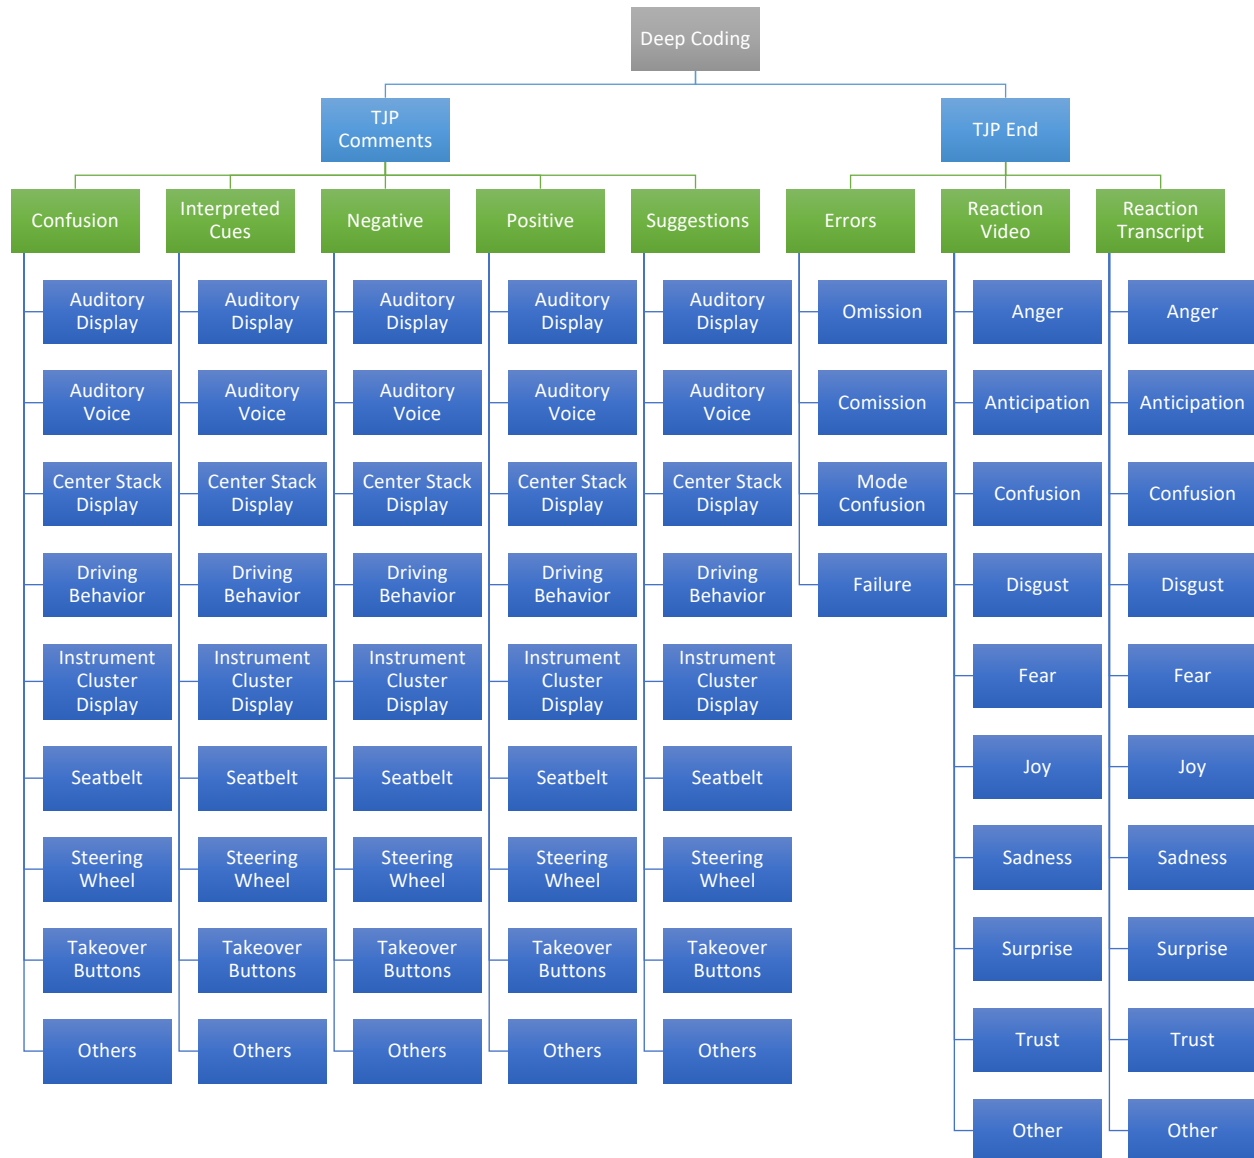 Deep Coding
TJP
Comments
TJP End
Confusion
Interpreted
Cues
Negative
Positive
Suggestions
Errors
Reaction
Video
Reaction
Transcript
Auditory
Display
Auditory
Voice
Center Stack
Display
Driving
Behavior
Instrument
Cluster
Display
Seatbelt
Steering
Wheel
Takeover
Buttons
Others
Auditory
Display
Auditory
Voice
Center Stack
Display
Driving
Behavior
Instrument
Cluster
Display
Seatbelt
Steering
Wheel
Takeover
Buttons
Others
Auditory
Display
Auditory
Voice
Center Stack
Display
Driving
Behavior
Instrument
Cluster
Display
Seatbelt
Steering
Wheel
Takeover
Buttons
Others
Auditory
Display
Auditory
Voice
Center Stack
Display
Driving
Behavior
Instrument
Cluster
Display
Seatbelt
Steering
Wheel
Takeover
Buttons
Others
Auditory
Display
Auditory
Voice
Center Stack
Display
Driving
Behavior
Instrument
Cluster
Display
Seatbelt
Steering
Wheel
Takeover
Buttons
Others
Omission
Comission
Mode
Confusion
Failure
Anger
Anticipation
Confusion
Disgust
Fear
Joy
Sadness
Surprise
Trust
Other
Anger
Anticipation
Confusion
Disgust
Fear
Joy
Sadness
Surprise
Trust
Other